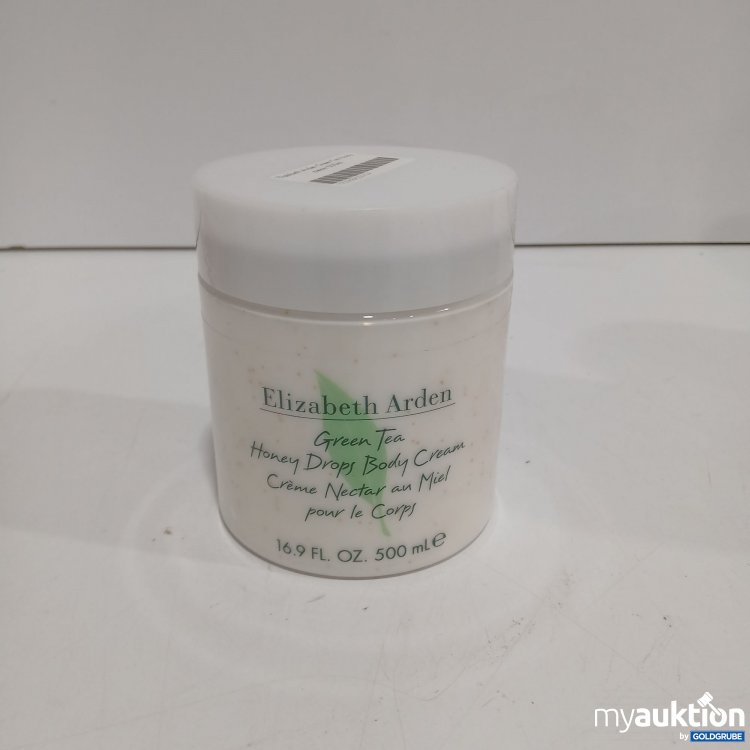 Elizabeth Arden
Green Tea
Honey Drops Body Cream
Crème Nectar au Miel
pour le Corps
16.9 FL. OZ. 500 mL e
myauktion
by GOLDGRUBE